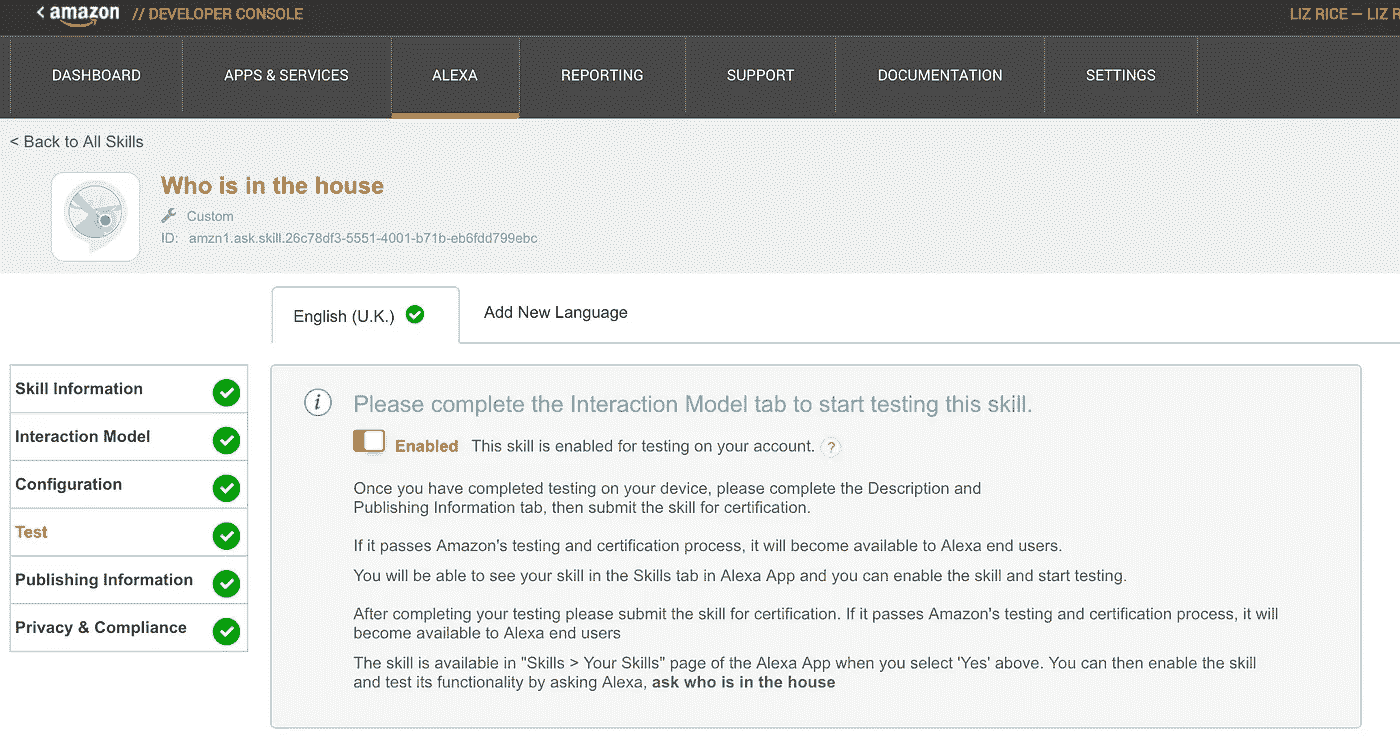 < amazon // DEVELOPER CONSOLE LIZ RICE — LIZ R
DASHBOARD APPS & SERVICES ALEXA REPORTING SUPPORT DOCUMENTATION SETTINGS
< Back to All Skills
Who is in the house
Custom
ID: amzn1.ask.skill.26c78df3-5551-4001-b71b-eb6fdd799ebc
English (U.K.) Add New Language
Skill Information
Interaction Model
Configuration
Test
Publishing Information
Privacy & Compliance
i Please complete the Interaction Model tab to start testing this skill.
Enabled This skill is enabled for testing on your account. ?
Once you have completed testing on your device, please complete the Description and
Publishing Information tab, then submit the skill for certification.
If it passes Amazon's testing and certification process, it will become available to Alexa end users.
You will be able to see your skill in the Skills tab in Alexa App and you can enable the skill and start testing.
After completing your testing please submit the skill for certification. If it passes Amazon's testing and certification process, it will
become available to Alexa end users
The skill is available in "Skills > Your Skills" page of the Alexa App when you select 'Yes' above. You can then enable the skill
and test its functionality by asking Alexa, ask who is in the house